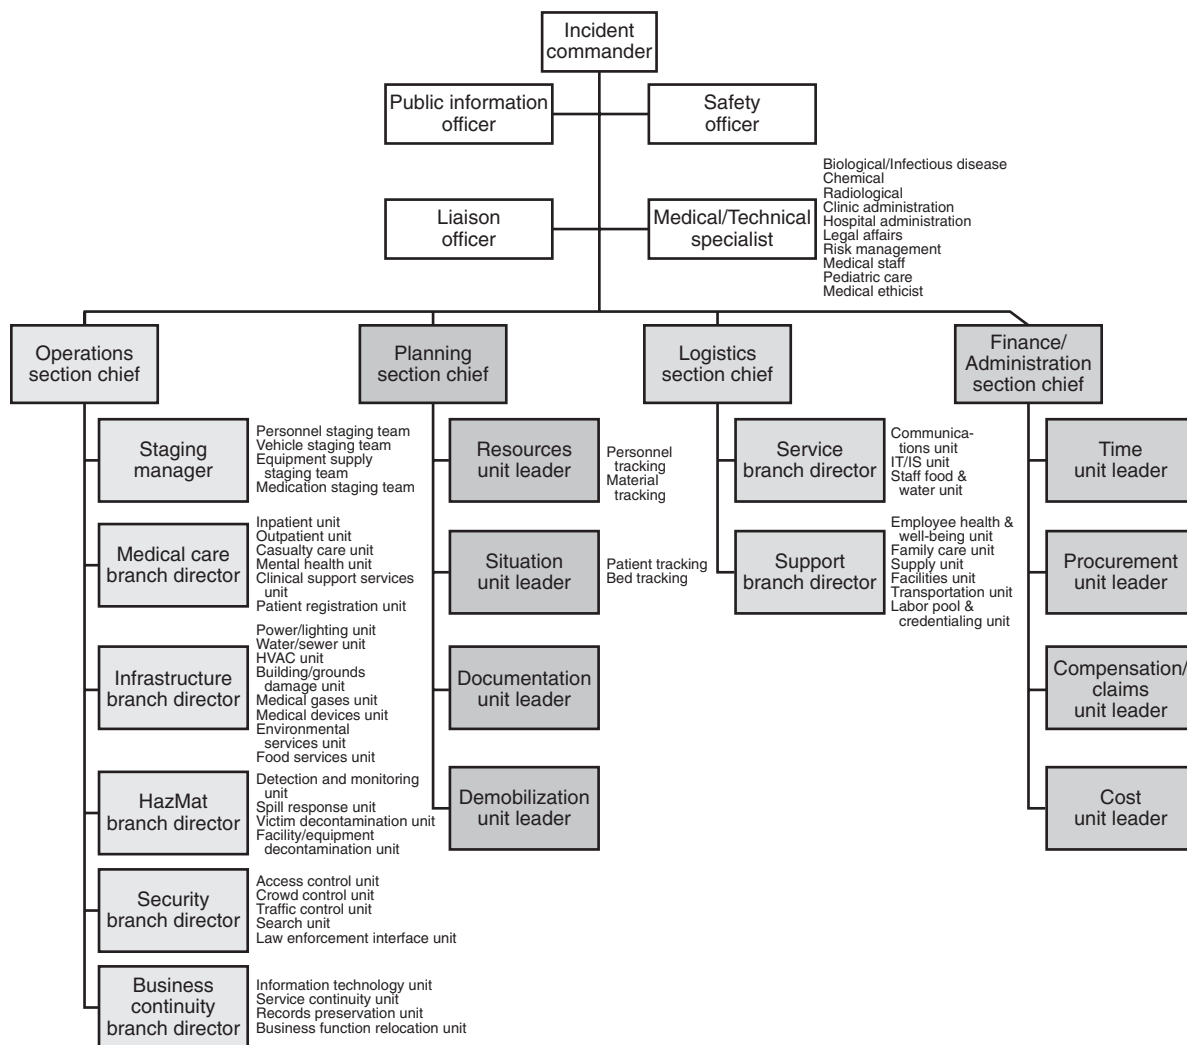 Incident
commander
Public information
officer
Safety
officer
Liaison
officer
Medical/Technical
specialist
Biological/Infectious disease
Chemical
Radiological
Clinic administration
Hospital administration
Legal affairs
Risk management
Medical staff
Pediatric care
Medical ethicist
Operations
section chief
Planning
section chief
Logistics
section chief
Finance/
Administration
section chief
Staging
manager
Personnel staging team
Vehicle staging team
Equipment supply
staging team
Medication staging team
Medical care
branch director
Inpatient unit
Outpatient unit
Casualty care unit
Mental health unit
Clinical support services
unit
Patient registration unit
Infrastructure
branch director
Power/lighting unit
Water/sewer unit
HVAC unit
Building/grounds
damage unit
Medical gases unit
Medical devices unit
Environmental
services unit
Food services unit
HazMat
branch director
Detection and monitoring
unit
Spill response unit
Victim decontamination unit
Facility/equipment
decontamination unit
Security
branch director
Access control unit
Crowd control unit
Traffic control unit
Search unit
Law enforcement interface unit
Business
continuity
branch director
Information technology unit
Service continuity unit
Records preservation unit
Business function relocation unit
Resources
unit leader
Personnel
tracking
Material
tracking
Situation
unit leader
Patient tracking
Bed tracking
Documentation
unit leader
Demobilization
unit leader
Service
branch director
Communica-
tions unit
IT/IS unit
Staff food &
water unit
Support
branch director
Employee health &
well-being unit
Family care unit
Supply unit
Facilities unit
Transportation unit
Labor pool &
credentialing unit
Time
unit leader
Procurement
unit leader
Compensation/
claims
unit leader
Cost
unit leader